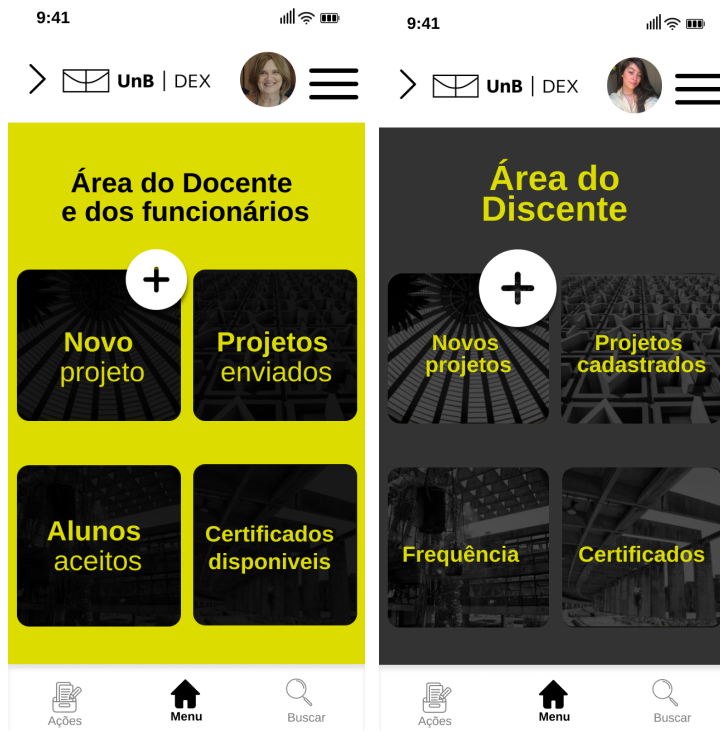 9:41
UnB | DEX
Área do Docente
e dos funcionários
Novo
projeto
Projetos
enviados
Alunos
aceitos
Certificados
disponiveis
Ações
Menu
Buscar
9:41
UnB | DEX
Área do
Discente
Novos
projetos
Projetos
cadastrados
Frequência
Certificados
Ações
Menu
Buscar